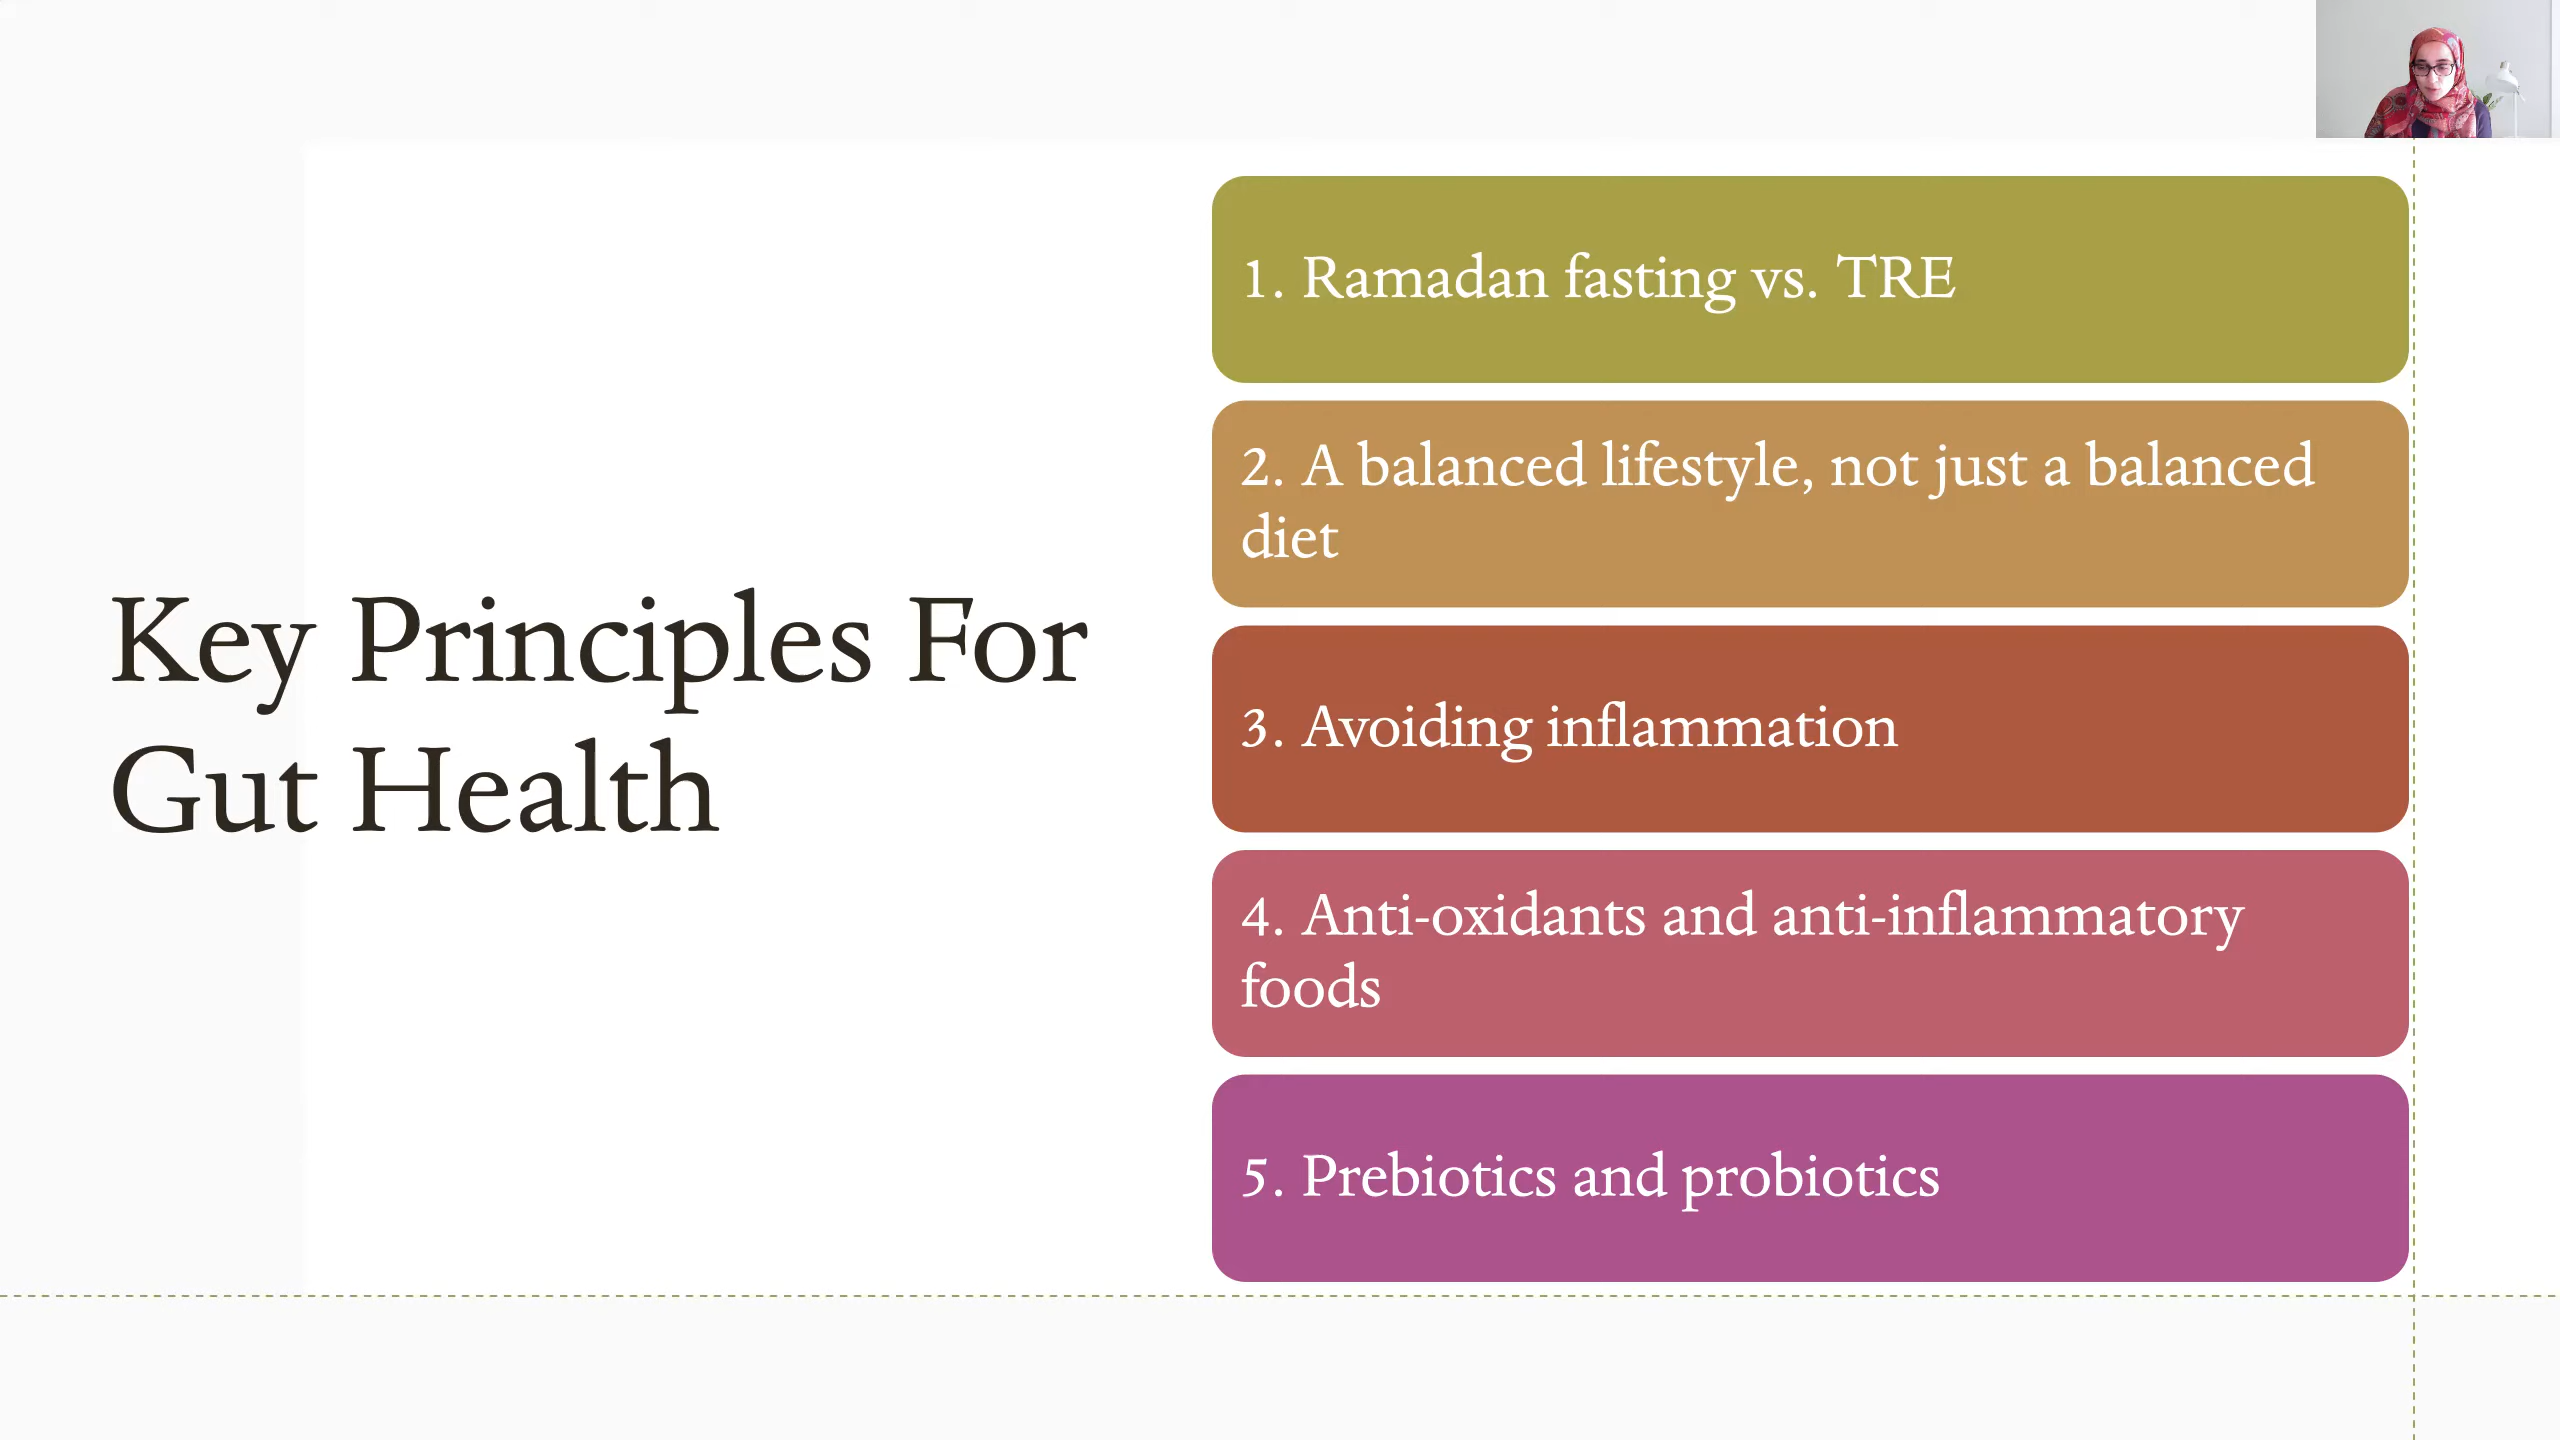 Key Principles For
Gut Health
1. Ramadan fasting vs. TRE
2. A balanced lifestyle, not just a balanced
diet
3. Avoiding inflammation
4. Anti-oxidants and anti-inflammatory
foods
5. Prebiotics and probiotics